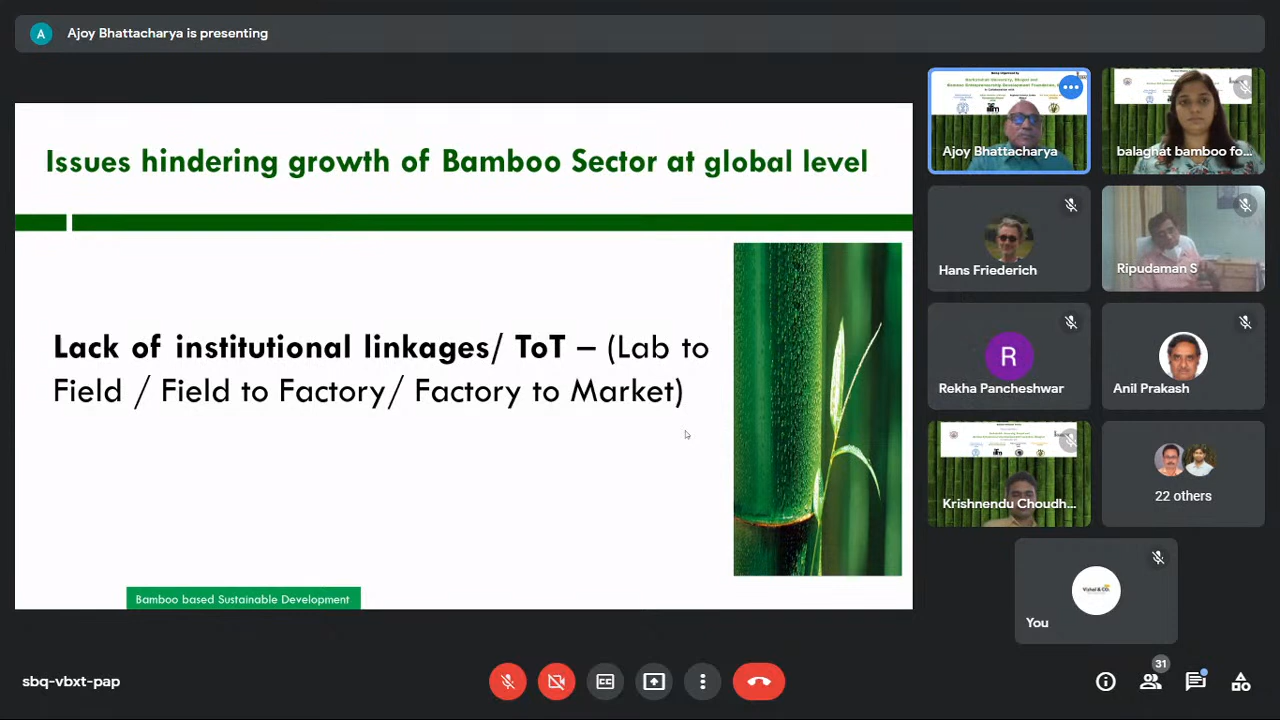 A
Ajoy Bhattacharya is presenting
Issues hindering growth of Bamboo Sector at global level
Lack of institutional linkages/ ToT – (Lab to
Field / Field to Factory/ Factory to Market)
Bamboo based Sustainable Development
Ajoy Bhattacharya
balaghat bamboo fo...
Hans Friederich
Ripudaman S
R
Rekha Pancheshwar
Anil Prakash
Krishnendu Choudh...
22 others
You
sbq-vbxt-pap
CC
31